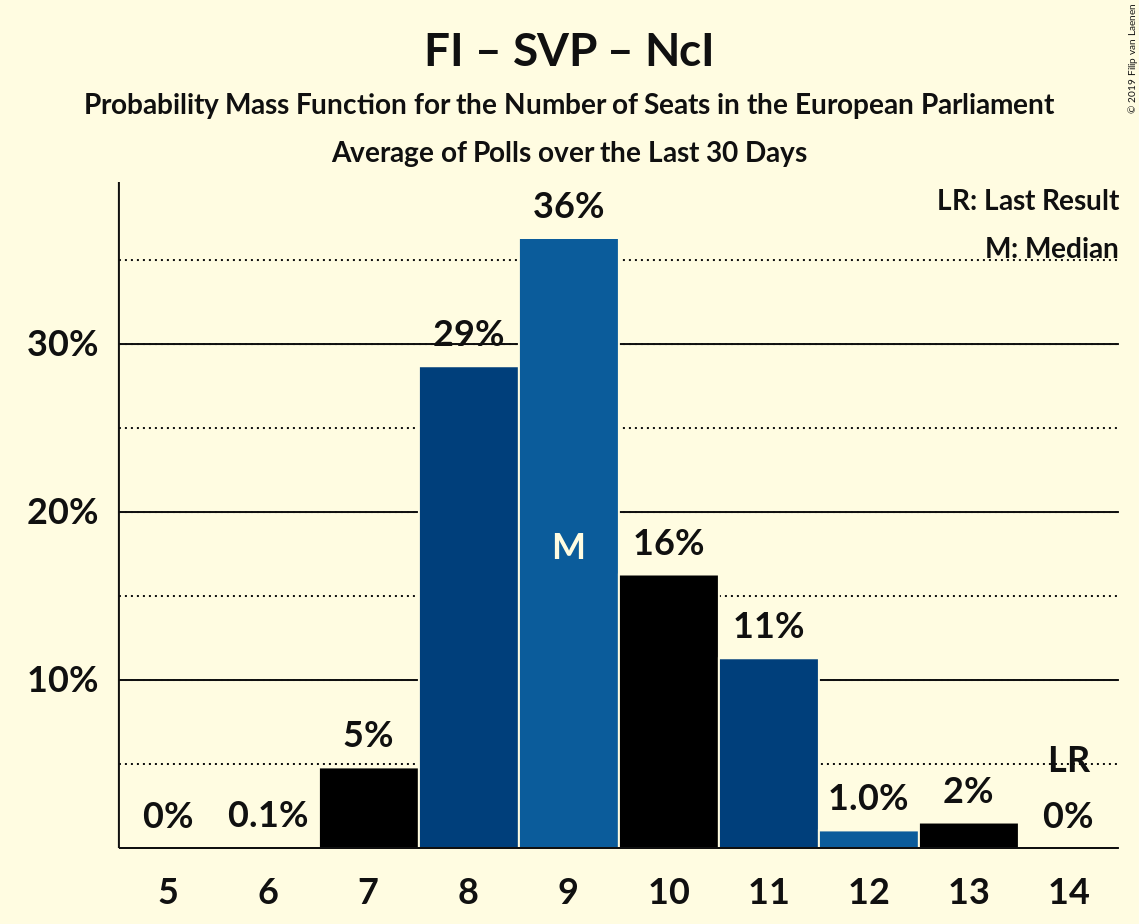 FI – SVP – NcI
Probability Mass Function for the Number of Seats in the European Parliament
Average of Polls over the Last 30 Days
© 2019 Filip van Laenen
LR: Last Result
M: Median
30%
20%
10%
0%
0.1%
5%
29%
36%
M
16%
11%
1.0%
2%
LR
0%
5 6 7 8 9 10 11 12 13 14